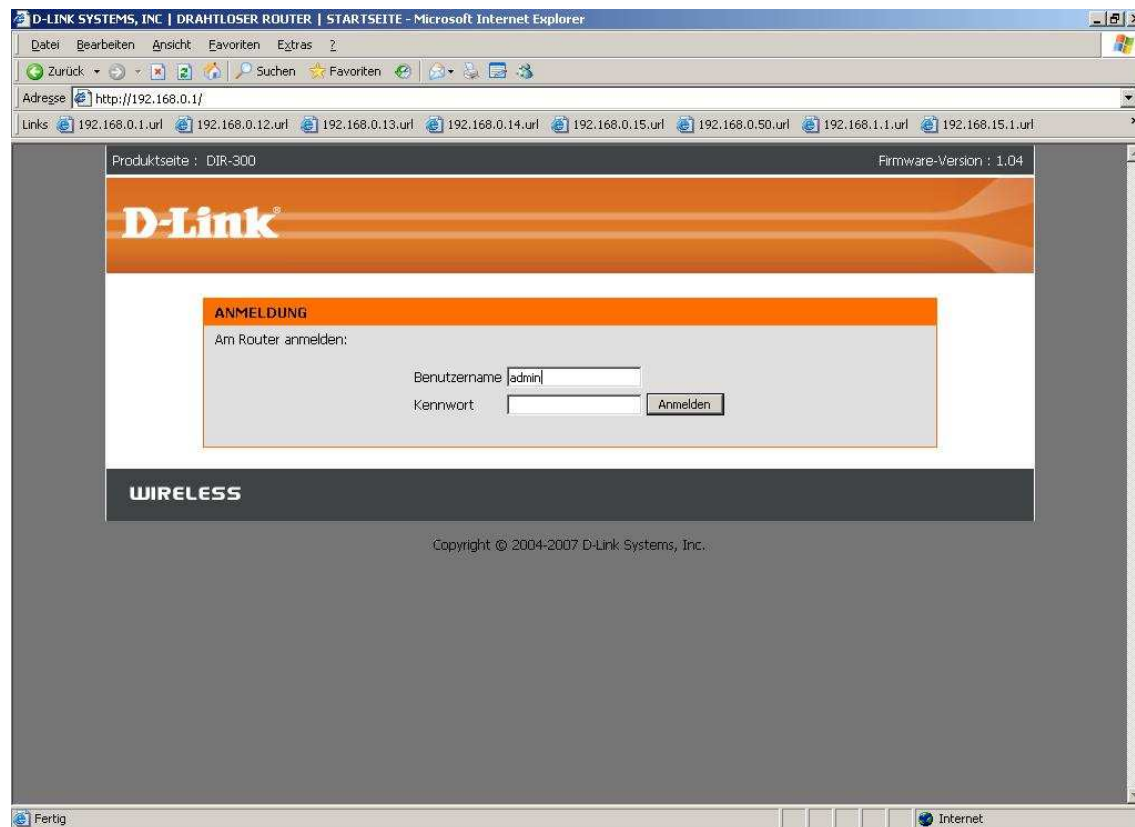 D-LINK SYSTEMS, INC | DRAHTLOSER ROUTER | STARTSEITE - Microsoft Internet Explorer
Datei Bearbeiten Ansicht Favoriten Extras ?
Zurück Suchen Favoriten
Adresse http://192.168.0.1/
Links 192.168.0.1.url 192.168.0.12.url 192.168.0.13.url 192.168.0.14.url 192.168.0.15.url 192.168.0.50.url 192.168.1.1.url 192.168.15.1.url
Produktseite : DIR-300 Firmware-Version : 1.04
D-Link®
ANMELDUNG
Am Router anmelden:
Benutzername admin
Kennwort Anmelden
WIRELESS
Copyright © 2004-2007 D-Link Systems, Inc.
Fertig Internet